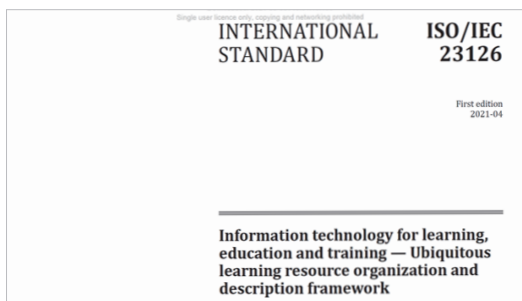 Single user licence only, copying and networking prohibited
INTERNATIONAL
STANDARD
ISO/IEC
23126
First edition
2021-04
Information technology for learning,
education and training — Ubiquitous
learning resource organization and
description framework